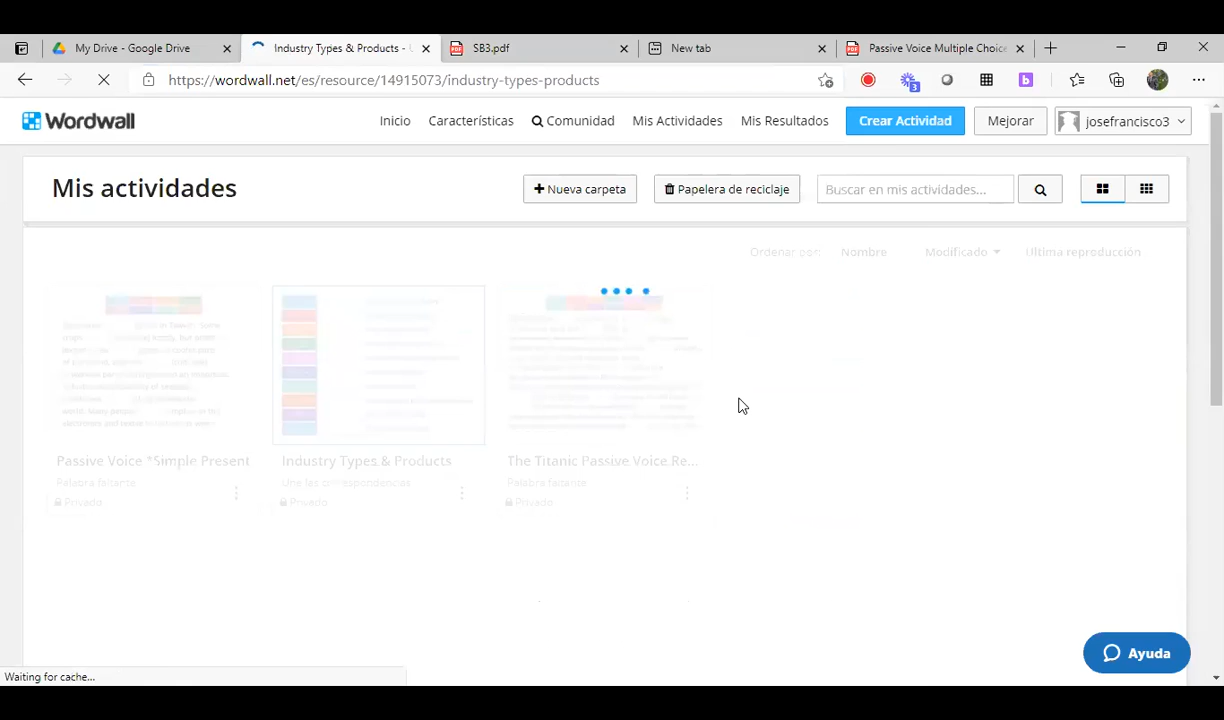 My Drive - Google Drive
Industry Types & Products -
SB3.pdf
New tab
Passive Voice Multiple Choice
https://wordwall.net/es/resource/14915073/industry-types-products
3
b
Wordwall
Inicio
Características
Comunidad
Mis Actividades
Mis Resultados
Crear Actividad
Mejorar
josefrancisco3
Mis actividades
Nueva carpeta
Papelera de reciclaje
Buscar en mis actividades...
Ordenar por:
Nombre
Modificado
Ultima reproducción
Passive Voice *Simple Present
Industry Types & Products
The Titanic Passive Voice Re...
Palabra faltante
Une las correspondencias
Palabra faltante
Privado
Privado
Privado
Ayuda
Waiting for cache...